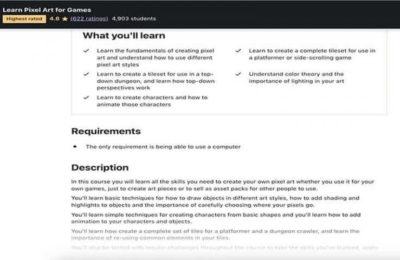 Learn Pixel Art for Games
Highest rated 4.8 ★ (622 ratings) 4,903 students
What you'll learn
Learn the fundamentals of creating pixel
art and understand how to use different
pixel art styles
Learn to create a complete tileset for use in
a platformer or side-scrolling game
Learn to create a tileset for use in a top-
down dungeon, and learn how top-down
perspectives work
Understand color theory and the
importance of lighting in your art
Learn to create characters and how to
animate those characters
Requirements
The only requirement is being able to use a computer
Description
In this course you will learn all the skills you need to create your own pixel art whether you use it for your
own games, just to create art pieces or to sell as asset packs for other people to use.
You'll learn basic techniques for how to draw objects in different art styles, how to add shading and
highlights to objects and the importance of carefully choosing where your pixels go.
You'll learn simple techniques for creating characters from basic shapes and you'll learn how to add
animation to your characters and objects.
You'll learn how create a complete set of tiles for a platformer and a dungeon crawler, and learn the
importance of re-using common elements in your tiles.